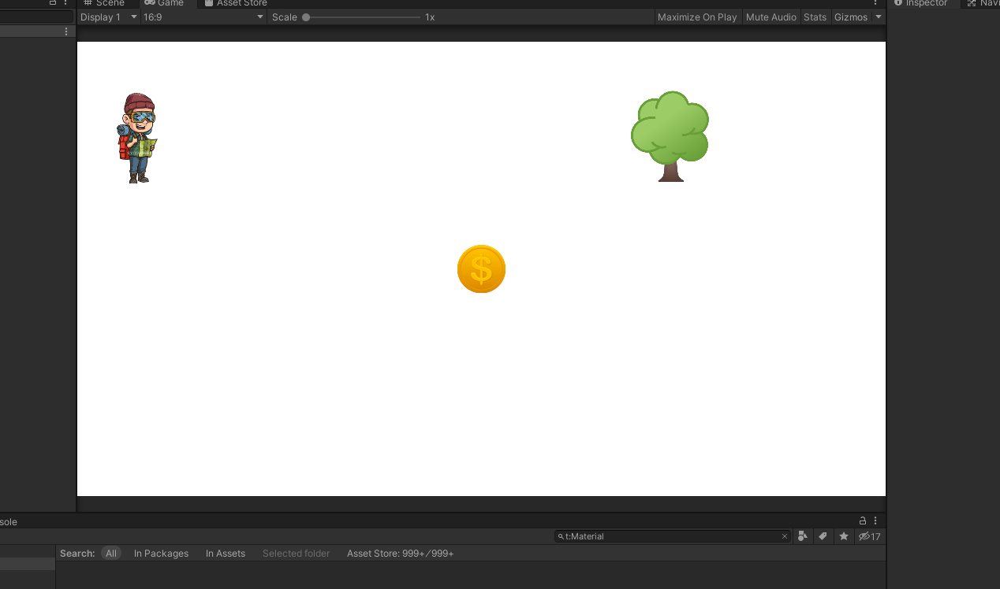 Scene Game Asset Store Inspector Navi
Display 1 16:9 Scale 1x Maximize On Play Mute Audio Stats Gizmos
$
sole
t:Material 17
Search: All In Packages In Assets Selected folder Asset Store: 999+/999+